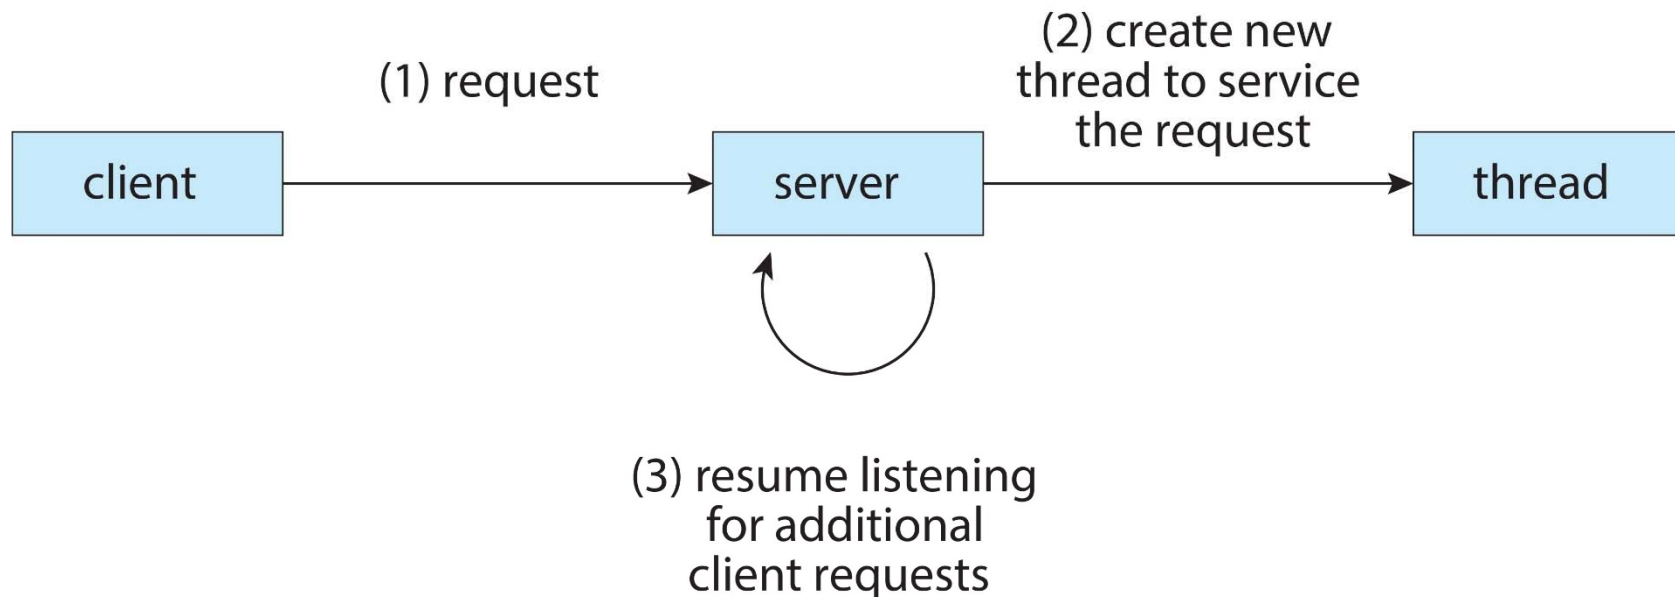 (1) request
(2) create new
thread to service
the request
client
server
thread
(3) resume listening
for additional
client requests